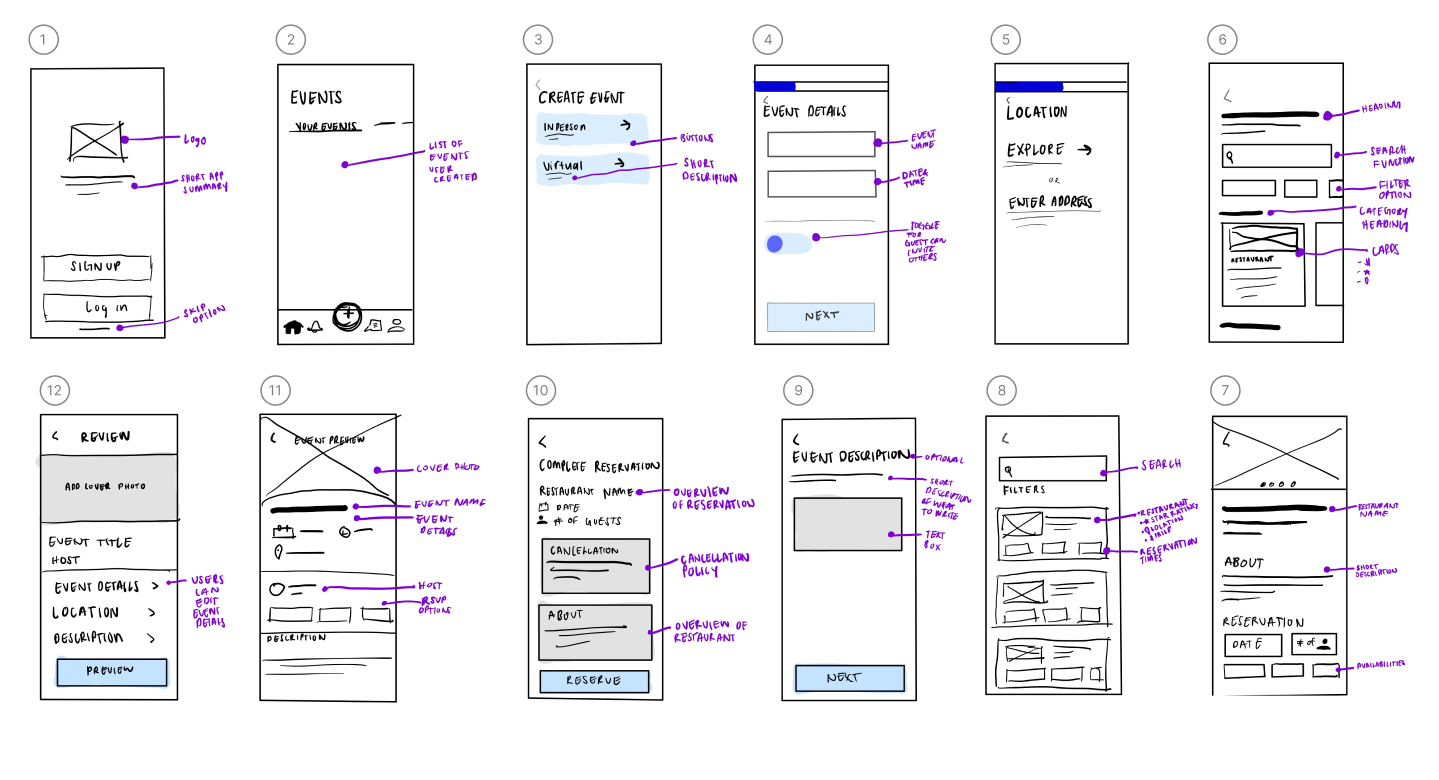 1
LOGO
SHORT APP
SUMMARY
SIGN UP
Log in
SKIP
OPTION
2
EVENTS
YOUR EVENTS
LIST OF
EVENTS
USER
CREATED
3
CREATE EVENT
INPERSON
Virtual
BUTTONS
SHORT
DESCRIPTION
4
EVENT DETAILS
EVENT
NAME
DATE&
TIME
TOGGLE
FOR
GUEST CAN
INVITE
OTHERS
NEXT
5
LOCATION
EXPLORE →
OR
ENTER ADDRESS
6
HEADING
SEARCH
FUNCTION
FILTER
OPTION
CATEGORY
HEADING
RESTAURANT
CARDS
12
REVIEW
ADD COVER PHOTO
EVENT TITLE
HOST
EVENT DETAILS >
LOCATION >
DESCRIPTION >
USERS
CAN
EDIT
EVENT
DETAILS
PREVIEW
11
EVENT PREVIEW
COVER PHOTO
EVENT NAME
EVENT
DETAILS
HOST
RSVP
OPTIONS
DESCRIPTION
10
COMPLETE RESERVATION
RESTAURANT NAME
DATE
# OF GUESTS
OVERVIEW
OF RESERVATION
CANCELLATION
CANCELLATION
POLICY
ABOUT
OVERVIEW OF
RESTAURANT
RESERVE
9
EVENT DESCRIPTION
OPTIONAL
SHORT
DESCRIPTION
OF WHAT
TO WRITE
TEXT
BOX
NEXT
8
SEARCH
FILTERS
RESTAURANT
STAR RATING
LOCATION
PRICE
RESERVATION
TIMES
7
RESTAURANT
NAME
ABOUT
SHORT
DESCRIPTION
RESERVATION
DATE
# of
AVAILABILITIES